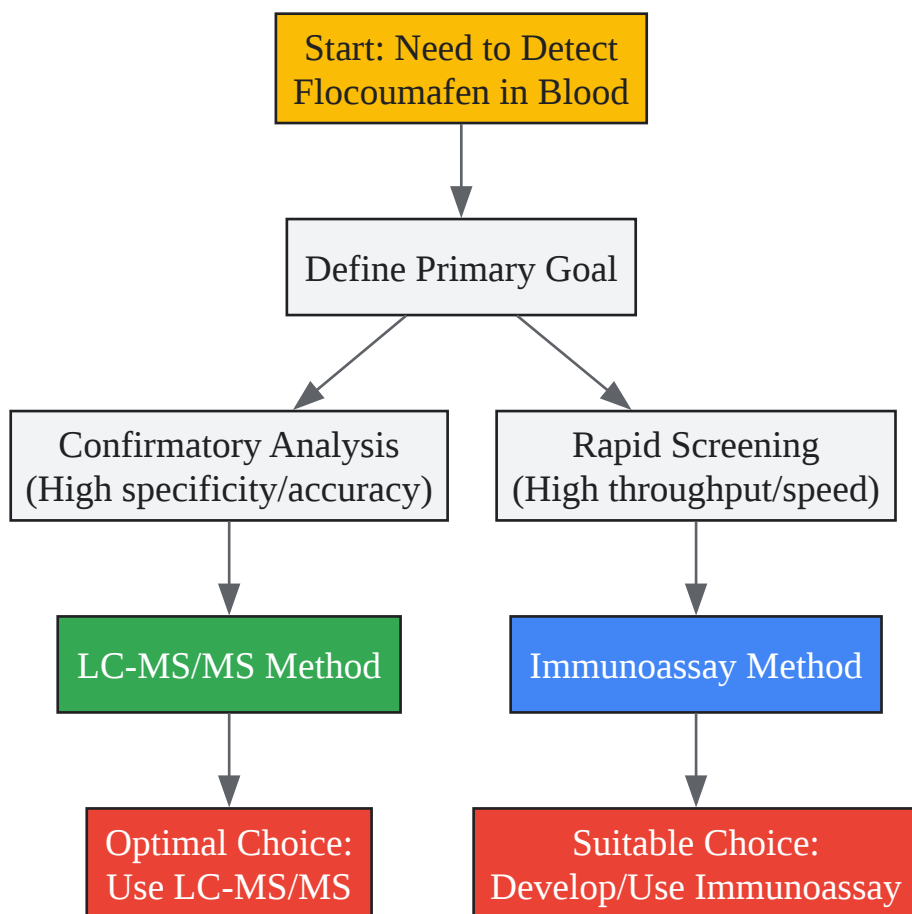 Start: Need to Detect
Flocoumafen in Blood
Define Primary Goal
Confirmatory Analysis
(High specificity/accuracy)
Rapid Screening
(High throughput/speed)
LC-MS/MS Method
Immunoassay Method
Optimal Choice:
Use LC-MS/MS
Suitable Choice:
Develop/Use Immunoassay